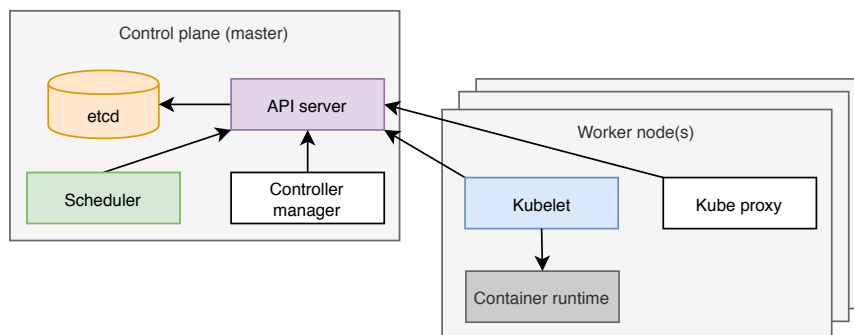 Control plane (master)
etcd
API server
Scheduler
Controller
manager
Worker node(s)
Kubelet
Kube proxy
Container runtime